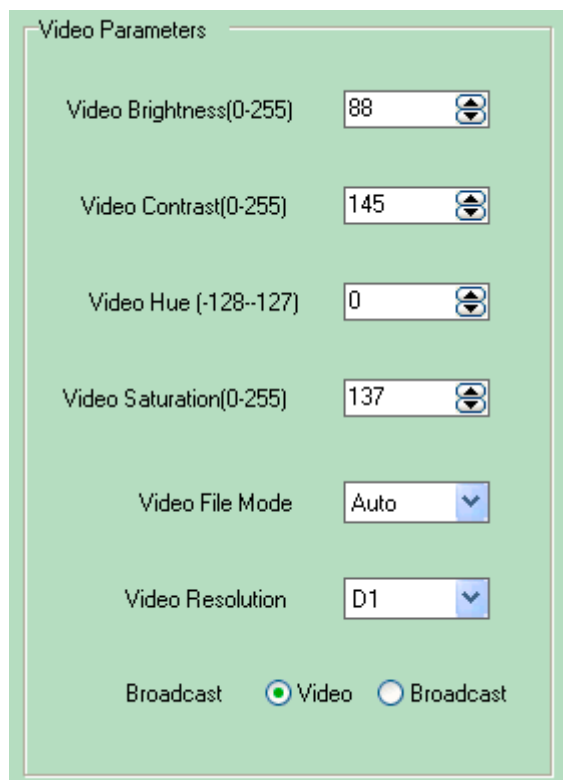 Video Parameters
Video Brightness(0-255) 88
Video Contrast(0-255) 145
Video Hue (-128--127) 0
Video Saturation(0-255) 137
Video File Mode Auto
Video Resolution D1
Broadcast Video Broadcast